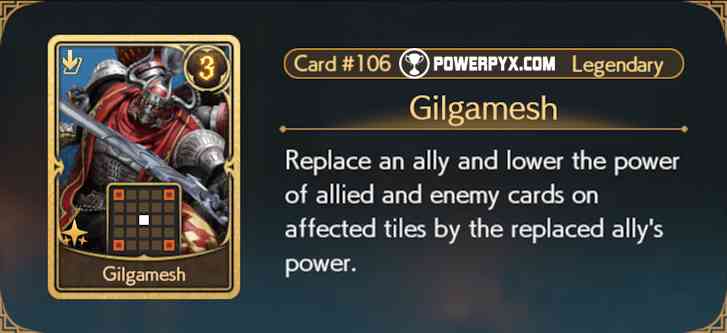 3
Gilgamesh
Card #106 POWERPYX.COM Legendary
Gilgamesh
Replace an ally and lower the power
of allied and enemy cards on
affected tiles by the replaced ally's
power.